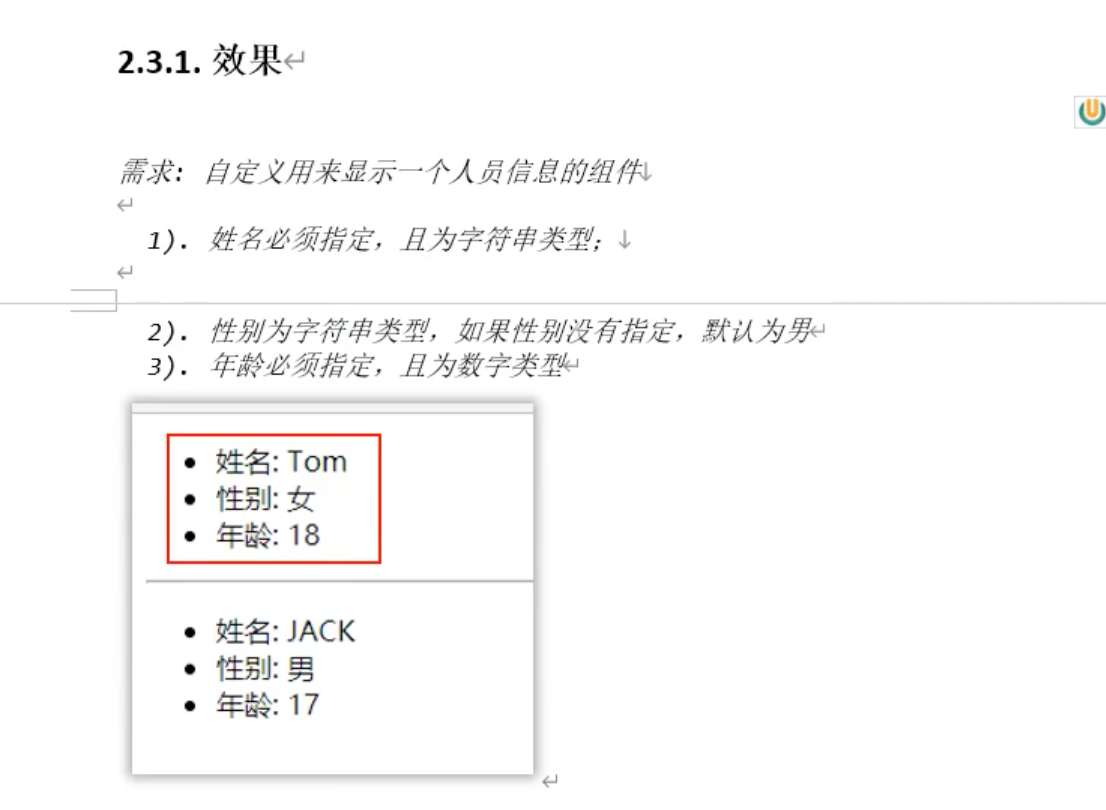 2.3.1. 效果
需求: 自定义用来显示一个人员信息的组件
1). 姓名必须指定，且为字符串类型；
2). 性别为字符串类型，如果性别没有指定，默认为男
3). 年龄必须指定，且为数字类型
姓名: Tom
性别: 女
年龄: 18
姓名: JACK
性别: 男
年龄: 17